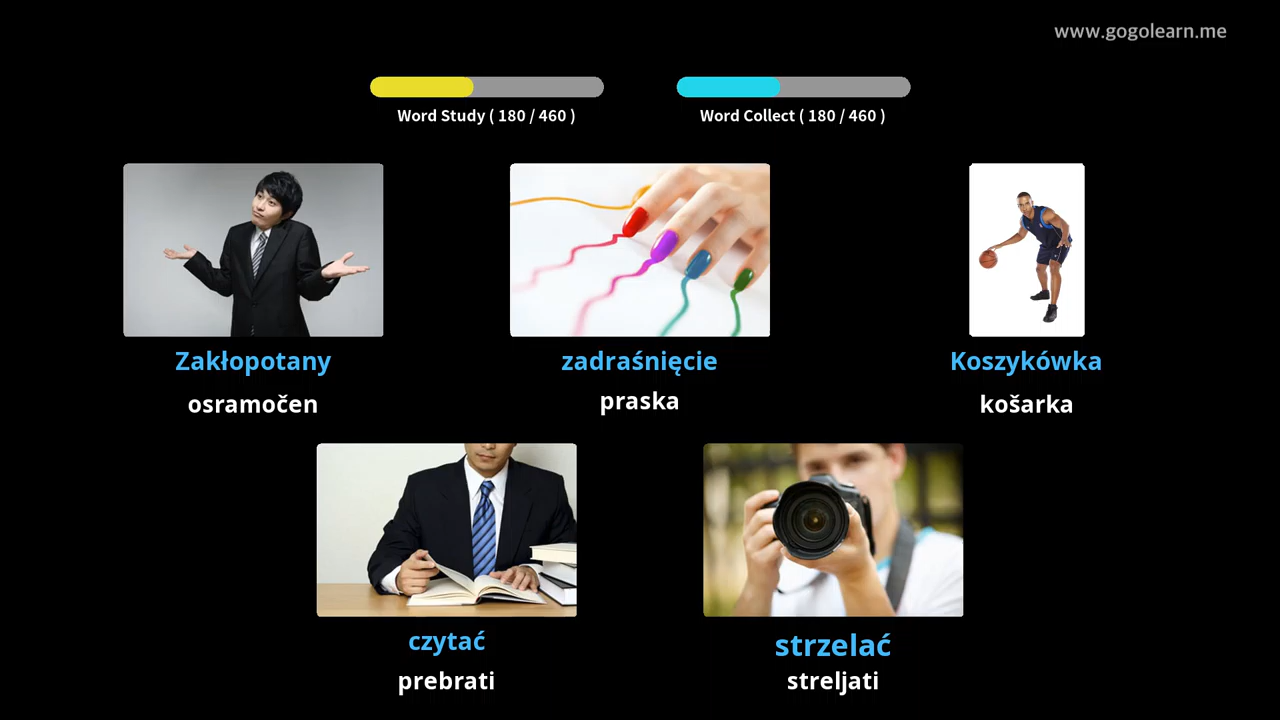 www.gogolearn.me
Word Study ( 180 / 460 )
Word Collect ( 180 / 460 )
Zakłopotany
osramočen
zadraśnięcie
praska
Koszykówka
košarka
czytać
prebrati
strzelać
streljati